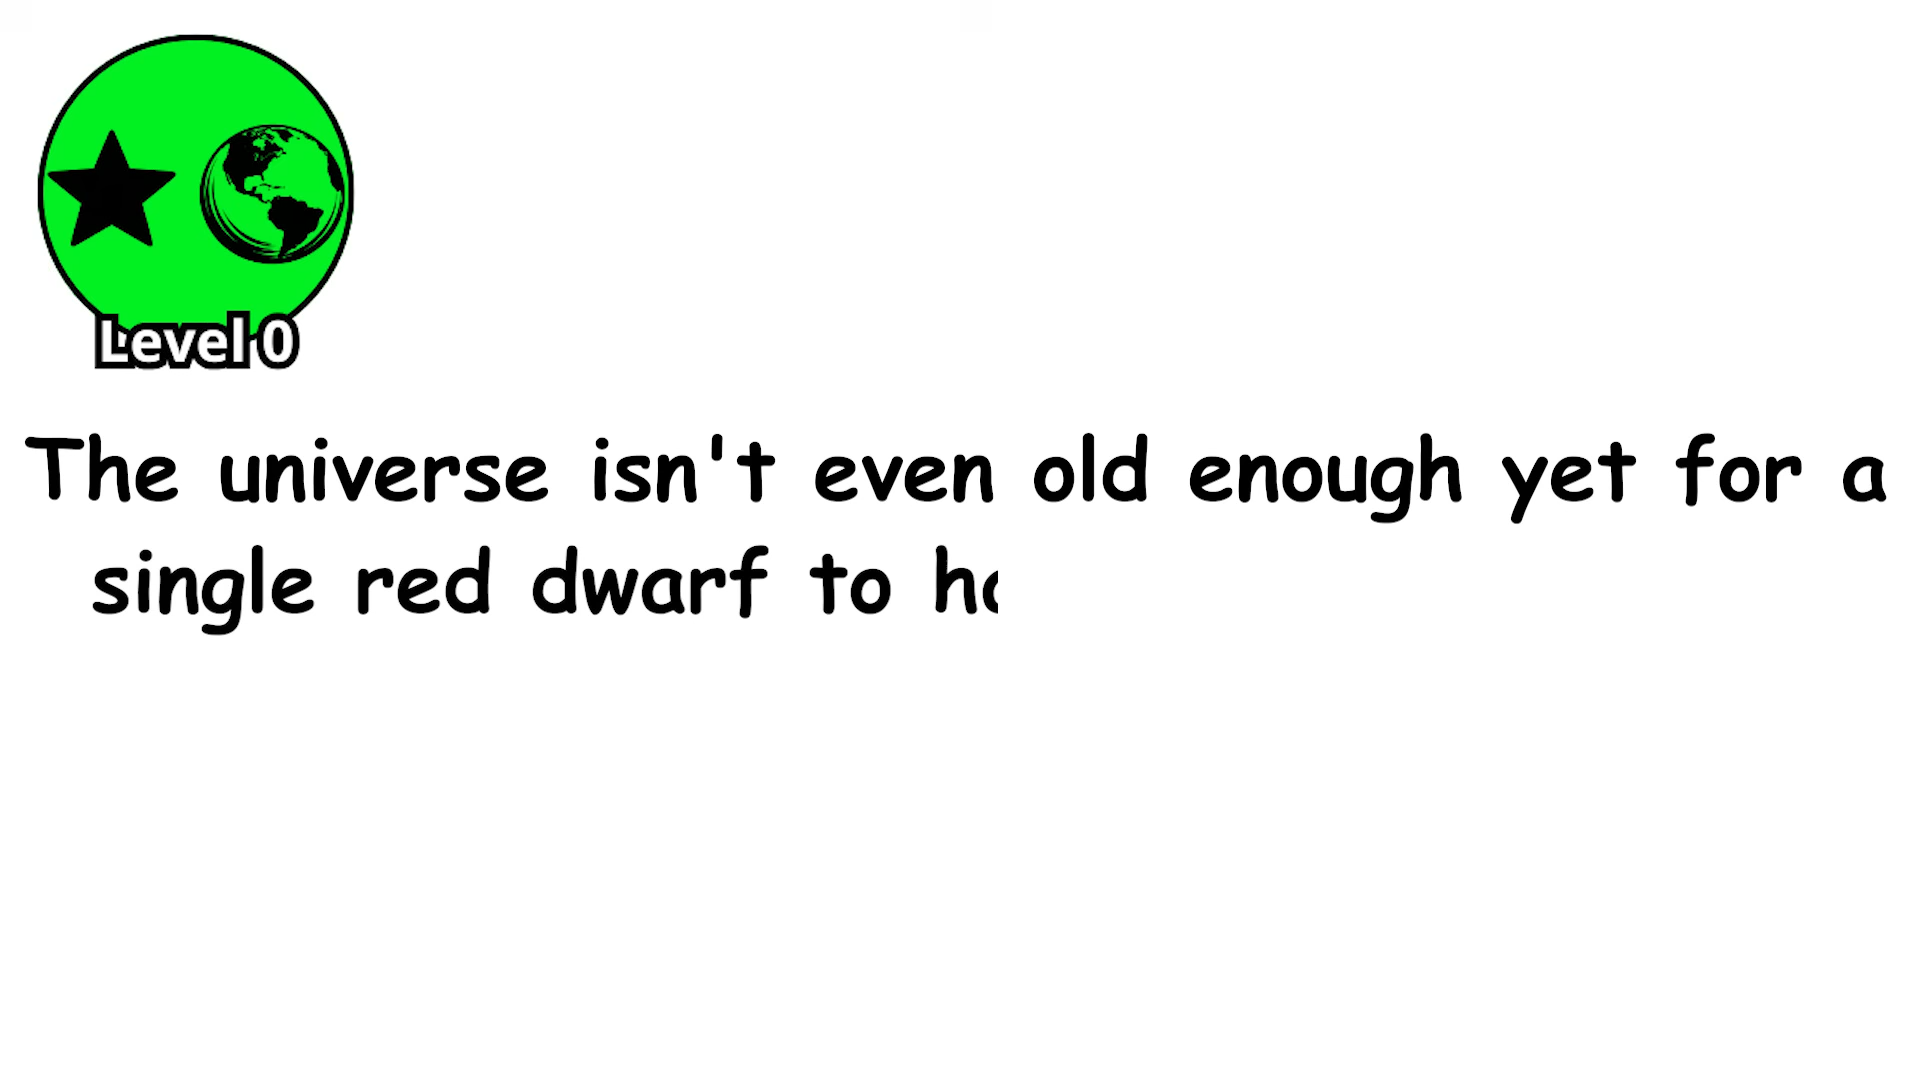 Level 0
The universe isn't even old enough yet for a
single red dwarf to